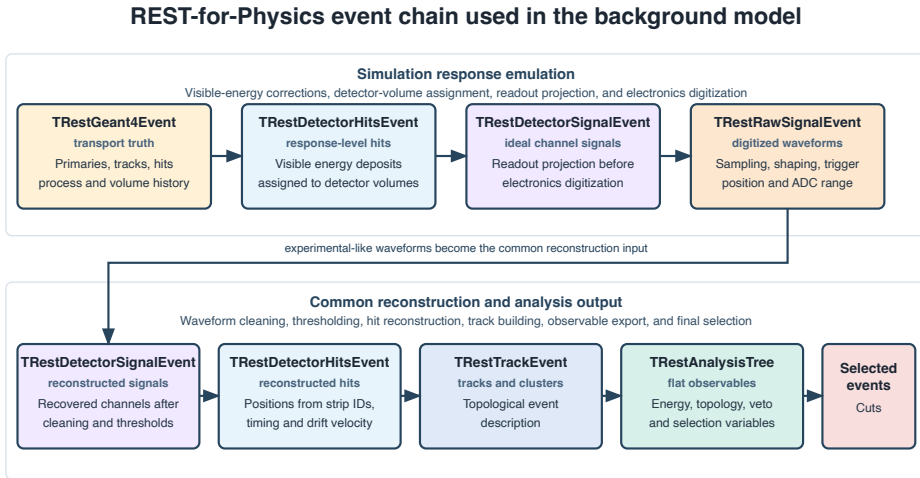 REST-for-Physics event chain used in the background model
Simulation response emulation
Visible-energy corrections, detector-volume assignment, readout projection, and electronics digitization
TRestGeant4Event
transport truth
Primaries, tracks, hits
process and volume history
TRestDetectorHitsEvent
response-level hits
Visible energy deposits
assigned to detector volumes
TRestDetectorSignalEvent
ideal channel signals
Readout projection before
electronics digitization
TRestRawSignalEvent
digitized waveforms
Sampling, shaping, trigger
position and ADC range
experimental-like waveforms become the common reconstruction input
Common reconstruction and analysis output
Waveform cleaning, thresholding, hit reconstruction, track building, observable export, and final selection
TRestDetectorSignalEvent
reconstructed signals
Recovered channels after
cleaning and thresholds
TRestDetectorHitsEvent
reconstructed hits
Positions from strip IDs,
timing and drift velocity
TRestTrackEvent
tracks and clusters
Topological event
description
TRestAnalysisTree
flat observables
Energy, topology, veto
and selection variables
Selected
events
Cuts